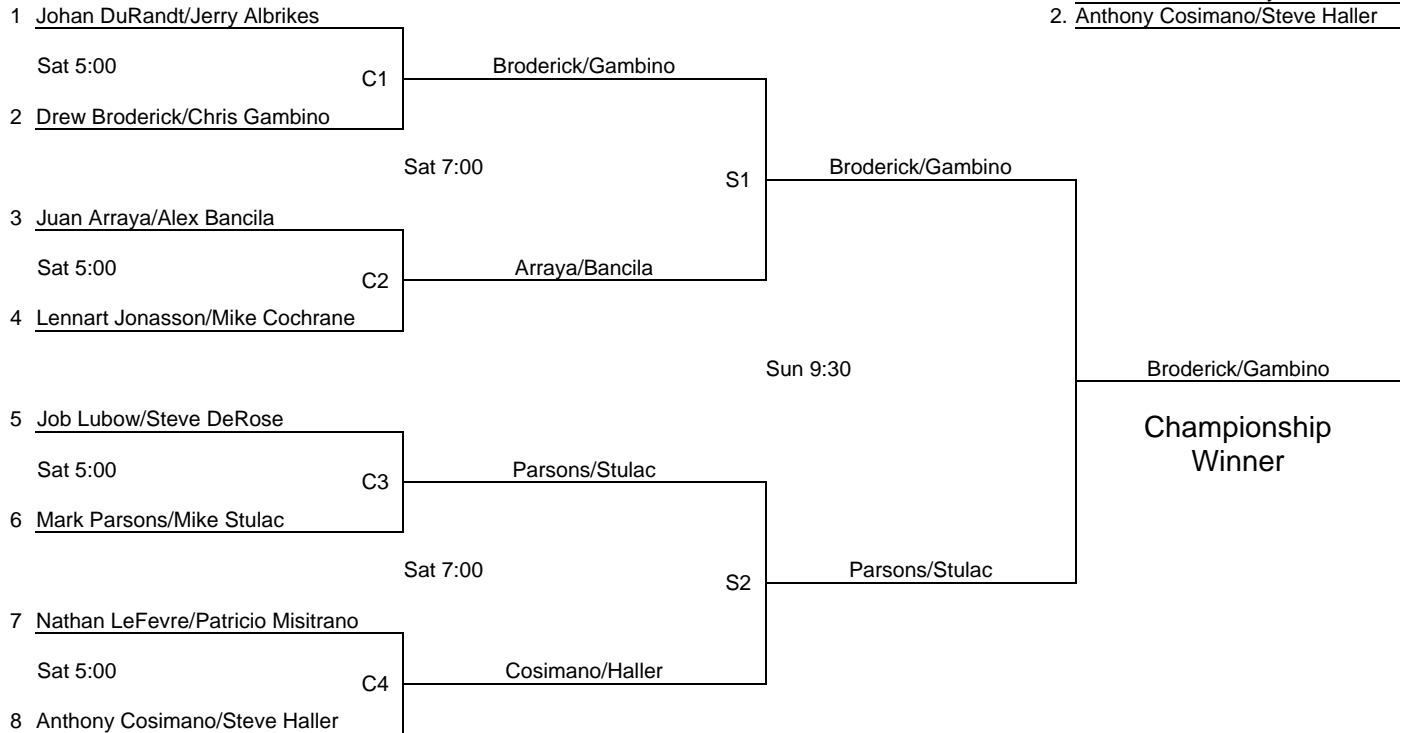 1 Johan DuRandt/Jerry Albrikes
2. Anthony Cosimano/Steve Haller
Sat 5:00
C1
Broderick/Gambino
2 Drew Broderick/Chris Gambino
Sat 7:00
S1
Broderick/Gambino
3 Juan Arraya/Alex Bancila
Sat 5:00
C2
Arraya/Bancila
4 Lennart Jonasson/Mike Cochrane
Sun 9:30
Broderick/Gambino
5 Job Lubow/Steve DeRose
Championship
Winner
Sat 5:00
C3
Parsons/Stulac
6 Mark Parsons/Mike Stulac
Sat 7:00
S2
Parsons/Stulac
7 Nathan LeFevre/Patricio Misitrano
Sat 5:00
C4
Cosimano/Haller
8 Anthony Cosimano/Steve Haller